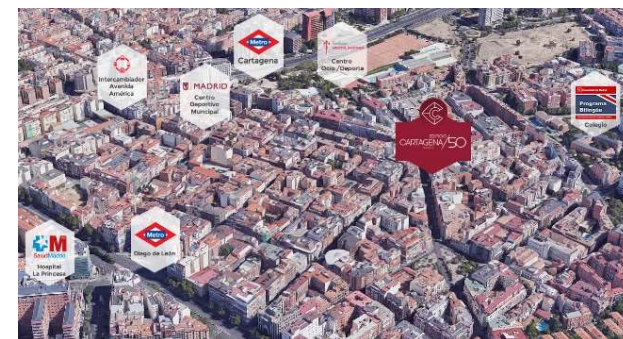 Metro
Cartagena
Centro
Ocio/Deporte
Intercambiador
Avenida
América
MADRID
Centro
Deportivo
Muncipal
CARTAGENA/50
Programa
Bilingüe
Colegio
Metro
Diego de León
SaludMadrid
Hospital
La Princesa